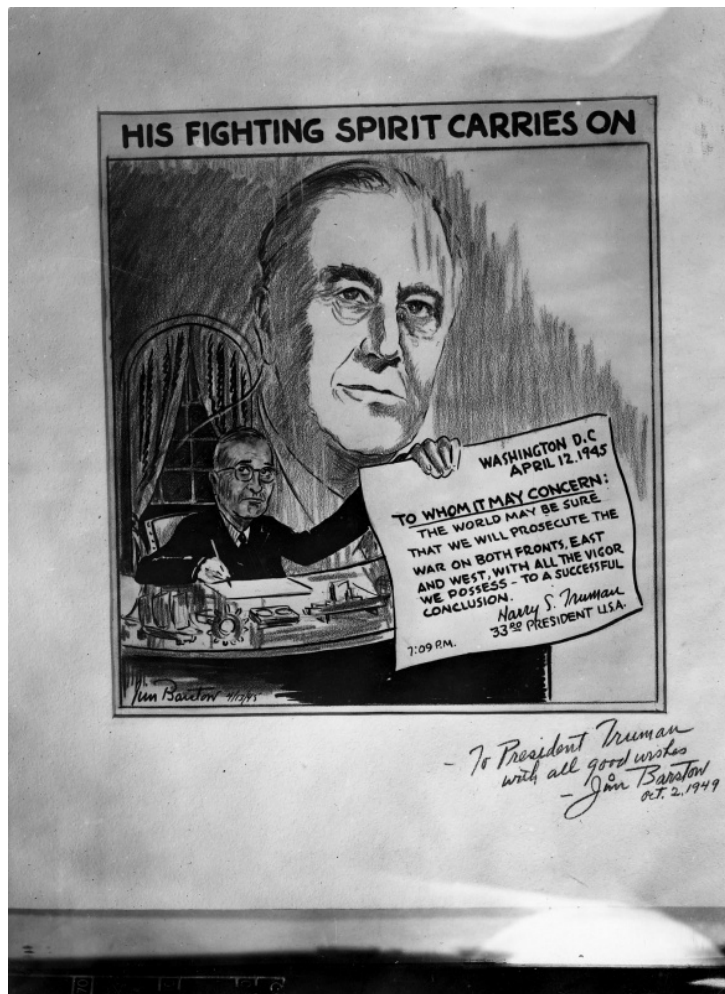 HIS FIGHTING SPIRIT CARRIES ON
WASHINGTON D.C
APRIL 12.1945
TO WHOM IT MAY CONCERN:
THE WORLD MAY BE SURE
THAT WE WILL PROSECUTE THE
WAR ON BOTH FRONTS, EAST
AND WEST, WITH ALL THE VIGOR
WE POSSESS - TO A SUCCESSFUL
CONCLUSION.
Harry S. Truman
33RD PRESIDENT U.S.A.
7:09 P.M.
Jim Barstow 4/12/45
- To President Truman
with all good wishes
- Jim Barstow
Oct. 2, 1949